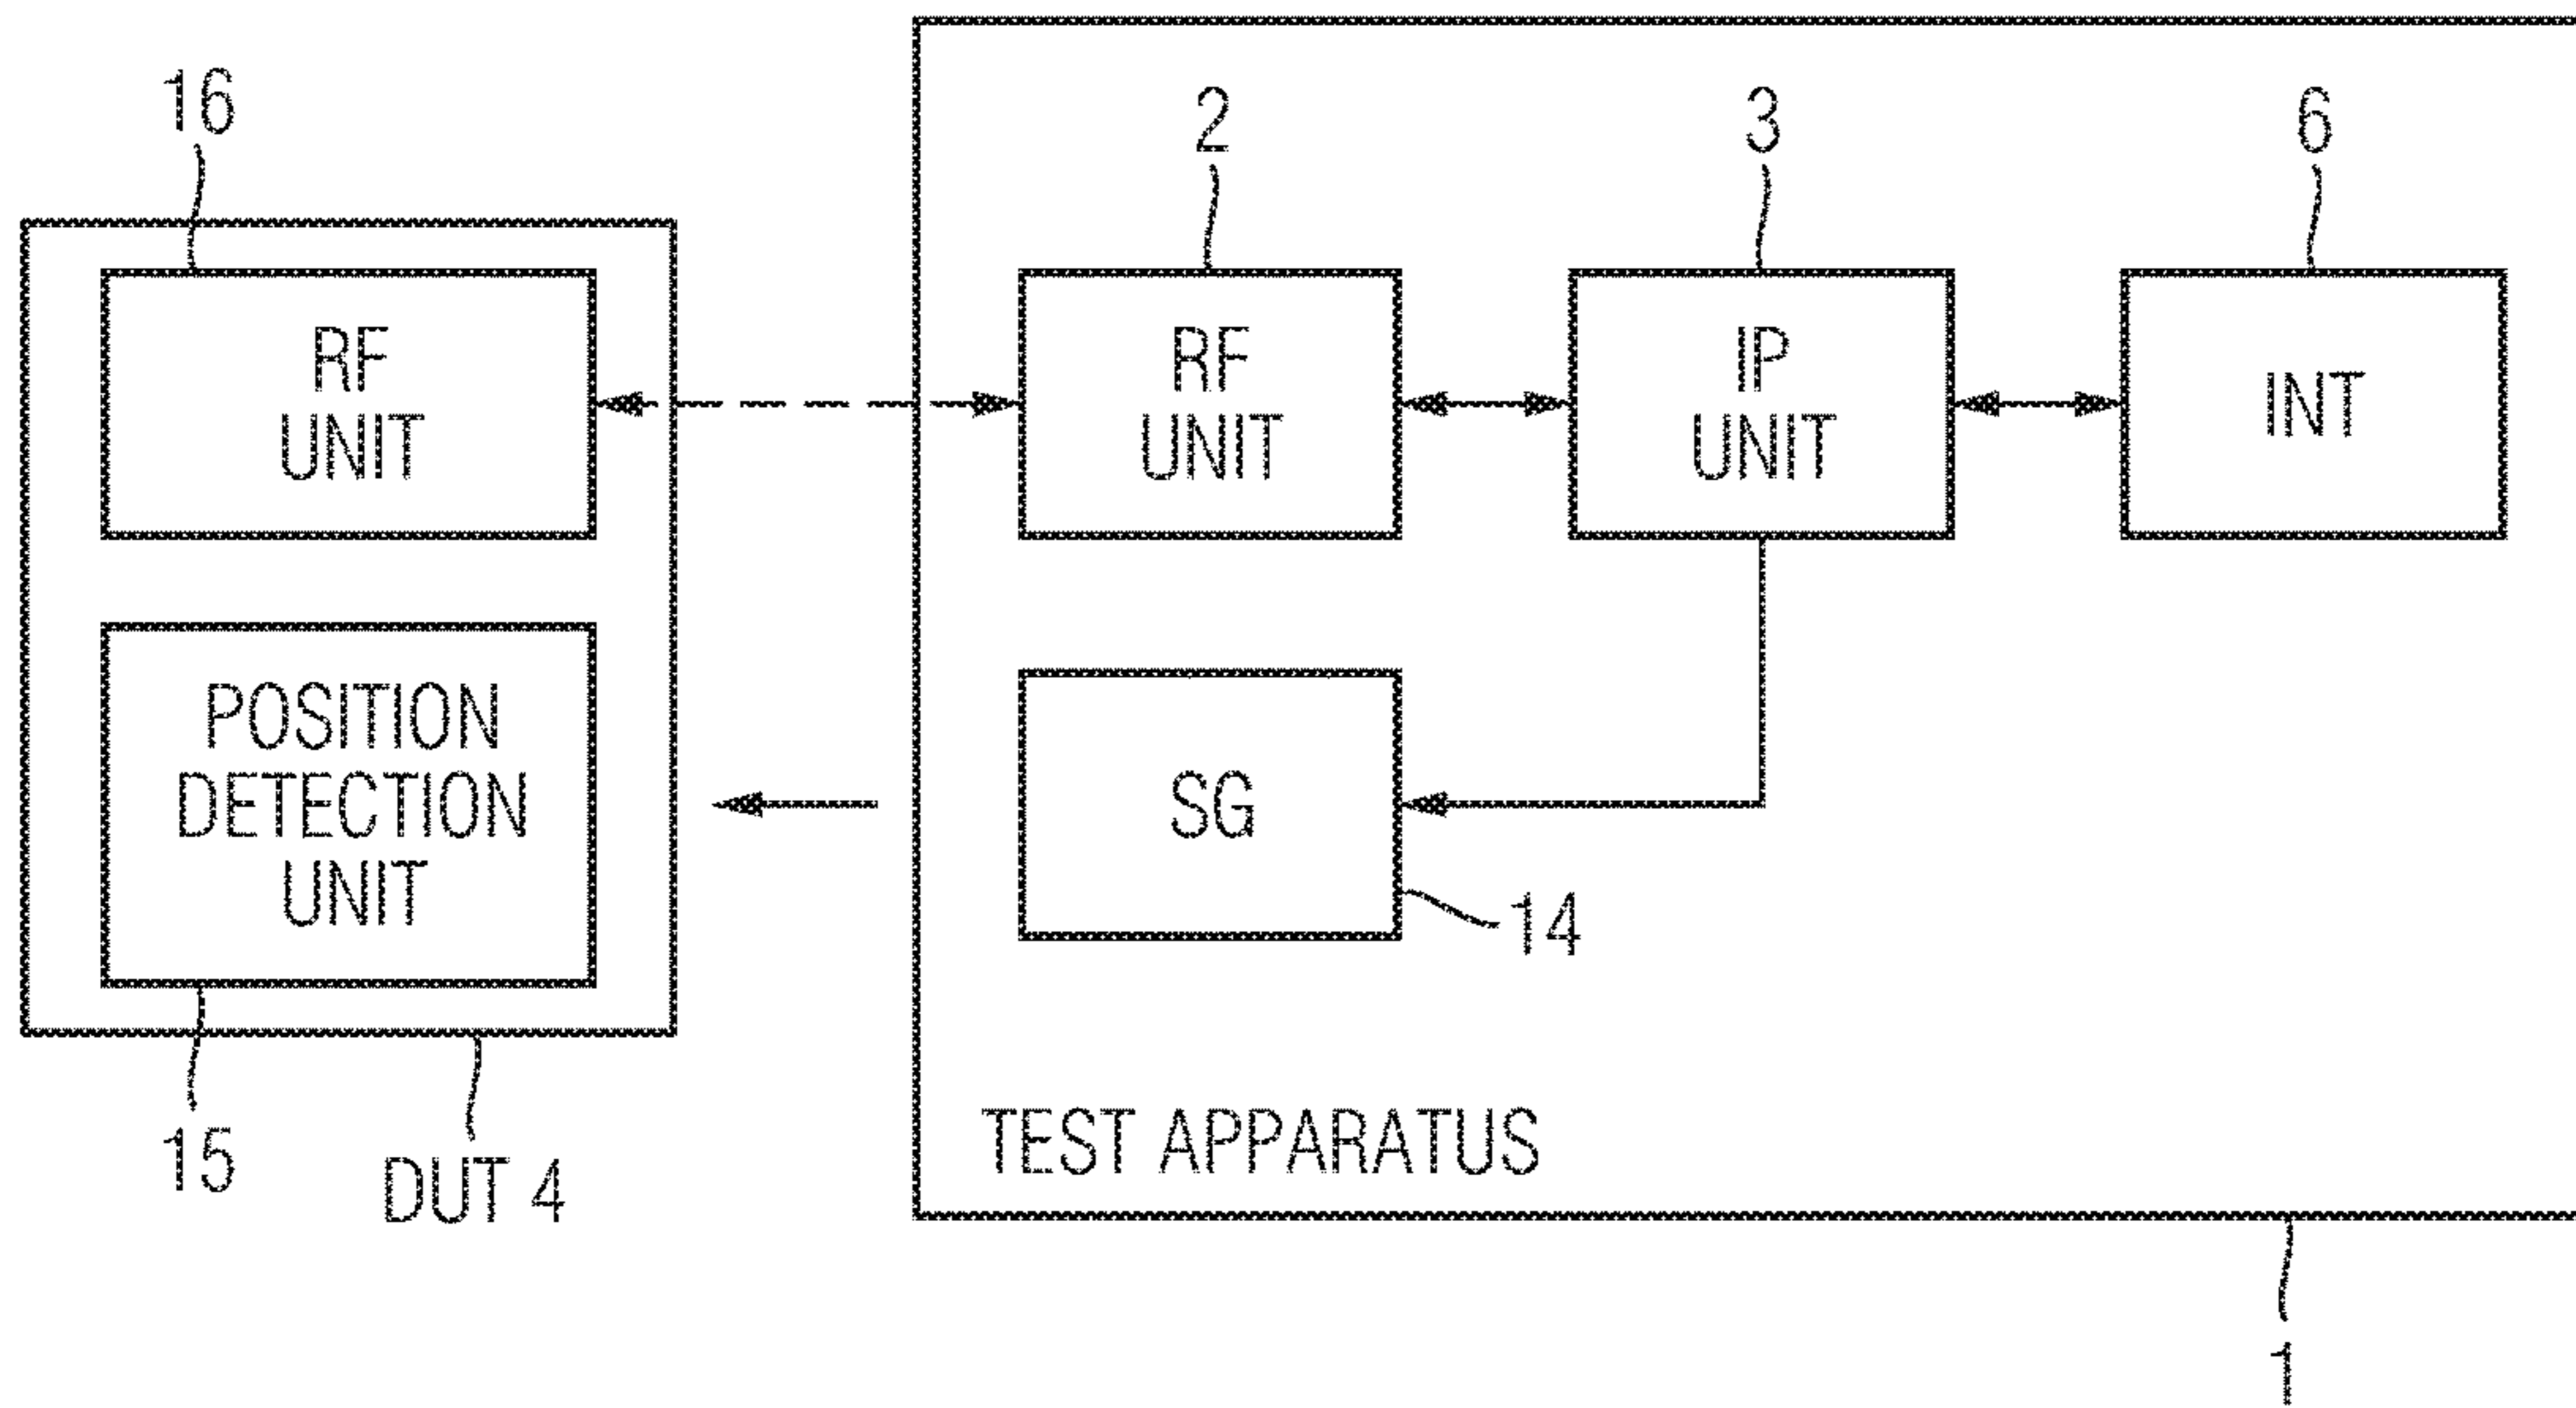 16
2
3
6
RF
UNIT
RF
UNIT
IP
UNIT
INT
POSITION
DETECTION
UNIT
SG
14
15
DUT 4
TEST APPARATUS
1